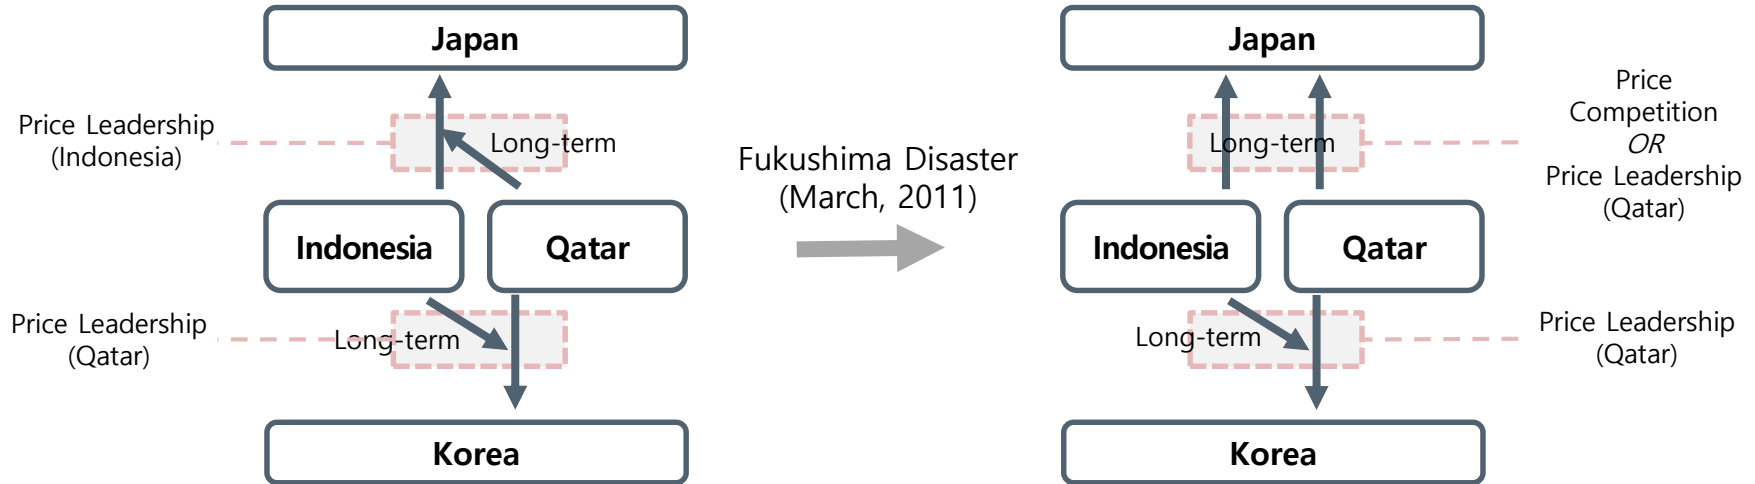 Japan
Price Leadership
(Indonesia)
Long-term
Indonesia
Qatar
Price Leadership
(Qatar)
Long-term
Korea
Fukushima Disaster
(March, 2011)
Japan
Long-term
Price
Competition
OR
Price Leadership
(Qatar)
Indonesia
Qatar
Long-term
Price Leadership
(Qatar)
Korea